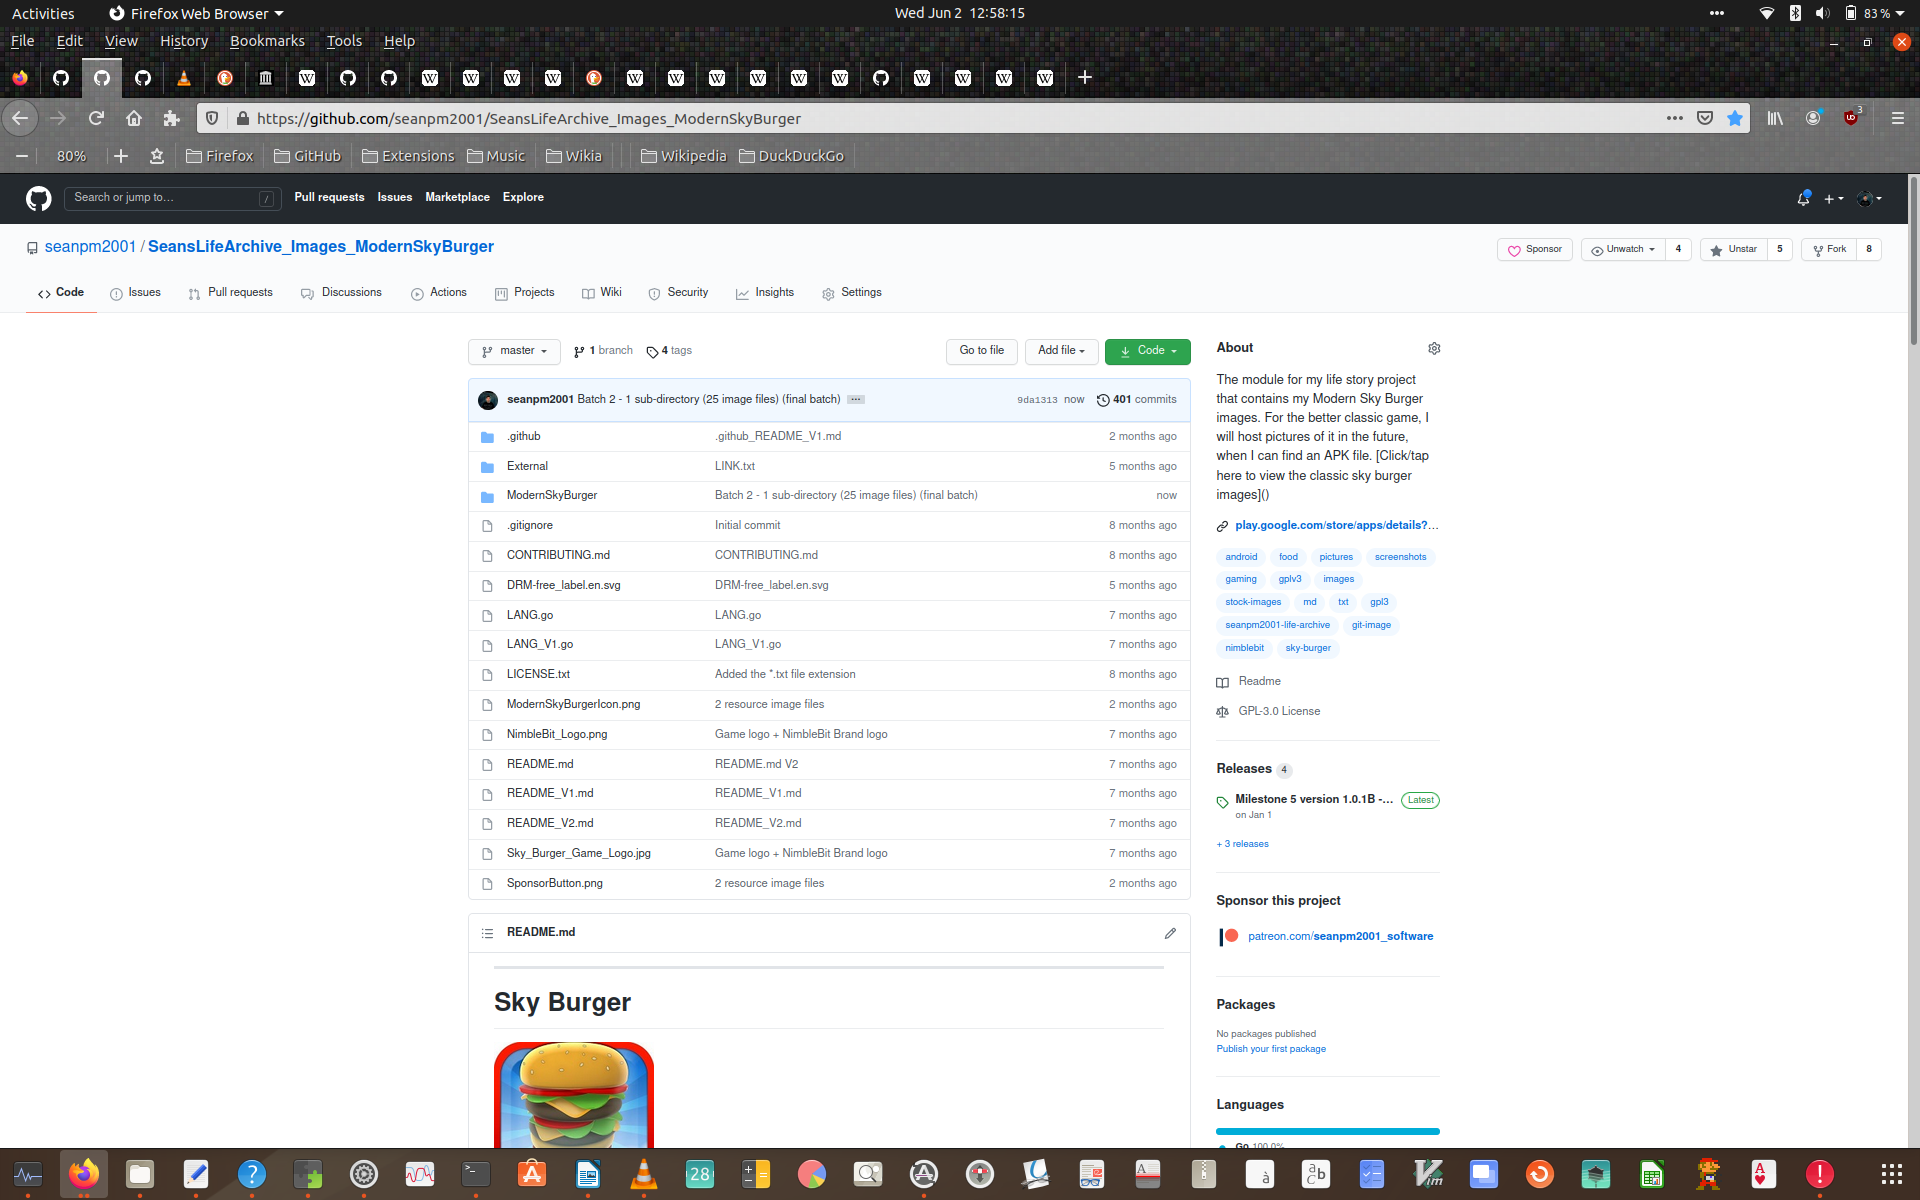 Activities Firefox Web Browser Wed Jun 2 12:58:15 83 %
File Edit View History Bookmarks Tools Help
https://github.com/seanpm2001/SeansLifeArchive_Images_ModernSkyBurger 3
80% Firefox GitHub Extensions Music Wikia Wikipedia DuckDuckGo
Search or jump to… / Pull requests Issues Marketplace Explore
seanpm2001 / SeansLifeArchive_Images_ModernSkyBurger Sponsor Unwatch 4 Unstar 5 Fork 8
Code Issues Pull requests Discussions Actions Projects Wiki Security Insights Settings
master 1 branch 4 tags Go to file Add file Code
seanpm2001 Batch 2 - 1 sub-directory (25 image files) (final batch) ··· 9da1313 now 401 commits
.github .github_README_V1.md 2 months ago
External LINK.txt 5 months ago
ModernSkyBurger Batch 2 - 1 sub-directory (25 image files) (final batch) now
.gitignore Initial commit 8 months ago
CONTRIBUTING.md CONTRIBUTING.md 8 months ago
DRM-free_label.en.svg DRM-free_label.en.svg 5 months ago
LANG.go LANG.go 7 months ago
LANG_V1.go LANG_V1.go 7 months ago
LICENSE.txt Added the *.txt file extension 8 months ago
ModernSkyBurgerIcon.png 2 resource image files 2 months ago
NimbleBit_Logo.png Game logo + NimbleBit Brand logo 7 months ago
README.md README.md V2 7 months ago
README_V1.md README_V1.md 7 months ago
README_V2.md README_V2.md 7 months ago
Sky_Burger_Game_Logo.jpg Game logo + NimbleBit Brand logo 7 months ago
SponsorButton.png 2 resource image files 2 months ago
README.md
Sky Burger
About
The module for my life story project
that contains my Modern Sky Burger
images. For the better classic game, I
will host pictures of it in the future,
when I can find an APK file. [Click/tap
here to view the classic sky burger
images]()
play.google.com/store/apps/details?…
android food pictures screenshots
gaming gplv3 images
stock-images md txt gpl3
seanpm2001-life-archive git-image
nimblebit sky-burger
Readme
GPL-3.0 License
Releases 4
Milestone 5 version 1.0.1B -… Latest
on Jan 1
+ 3 releases
Sponsor this project
patreon.com/seanpm2001_software
Packages
No packages published
Publish your first package
Languages
Go 100.0%
28